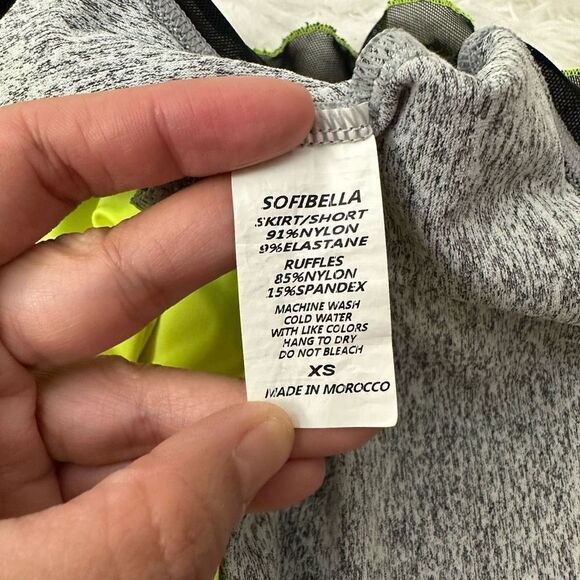 SOFIBELLA
SKIRT/SHORT
91%NYLON
9%ELASTANE
RUFFLES
85%NYLON
15%SPANDEX
MACHINE WASH
COLD WATER
WITH LIKE COLORS
HANG TO DRY
DO NOT BLEACH
XS
MADE IN MOROCCO